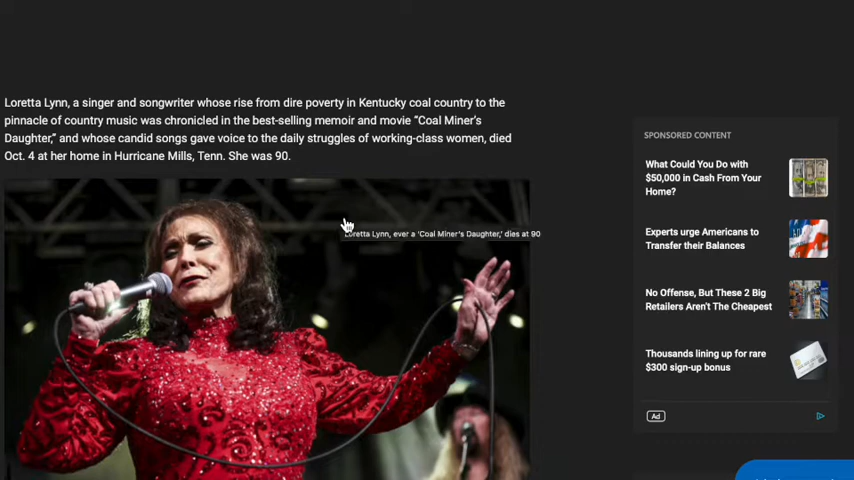 Loretta Lynn, a singer and songwriter whose rise from dire poverty in Kentucky coal country to the
pinnacle of country music was chronicled in the best-selling memoir and movie “Coal Miner's
Daughter,” and whose candid songs gave voice to the daily struggles of working-class women, died
Oct. 4 at her home in Hurricane Mills, Tenn. She was 90.
Loretta Lynn, ever a ‘Coal Miner's Daughter,’ dies at 90
SPONSORED CONTENT
What Could You Do with
$50,000 in Cash From Your
Home?
Experts urge Americans to
Transfer their Balances
No Offense, But These 2 Big
Retailers Aren't The Cheapest
Thousands lining up for rare
$300 sign-up bonus
Ad